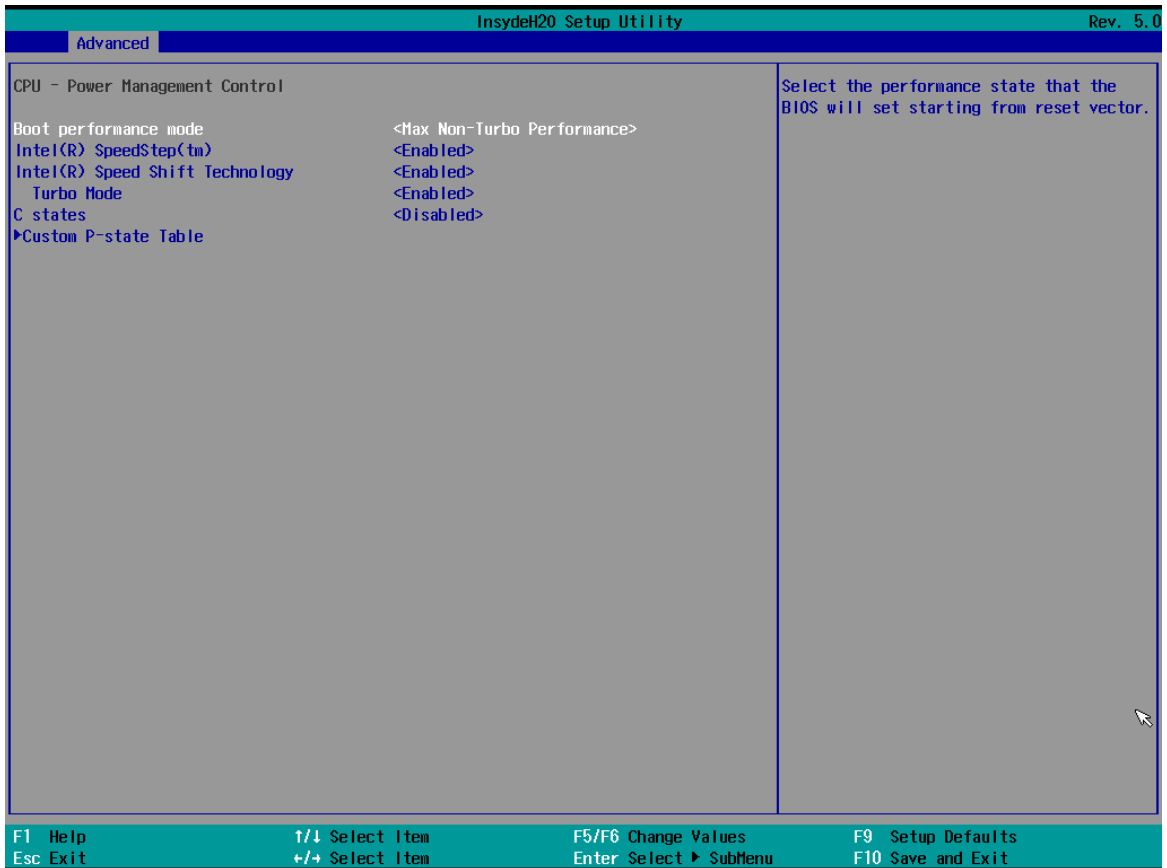 InsydeH20 Setup Utility Rev. 5.0
Advanced
CPU - Power Management Control
Boot performance mode <Max Non-Turbo Performance>
Intel(R) SpeedStep(tm) <Enabled>
Intel(R) Speed Shift Technology <Enabled>
Turbo Mode <Enabled>
C states <Disabled>
▶Custom P-state Table
Select the performance state that the
BIOS will set starting from reset vector.
F1 Help ↑/↓ Select Item F5/F6 Change Values F9 Setup Defaults
Esc Exit ←/→ Select Item Enter Select ▶ SubMenu F10 Save and Exit